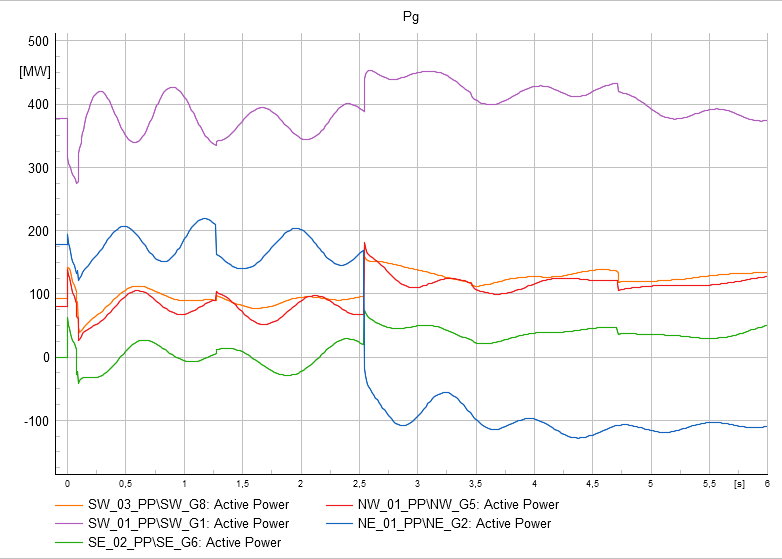 Pg
500
[MW]
400
300
200
100
0
-100
0 0,5 1 1,5 2 2,5 3 3,5 4 4,5 5 5,5 [s] 6
SW_03_PP\SW_G8: Active Power NW_01_PP\NW_G5: Active Power
SW_01_PP\SW_G1: Active Power NE_01_PP\NE_G2: Active Power
SE_02_PP\SE_G6: Active Power